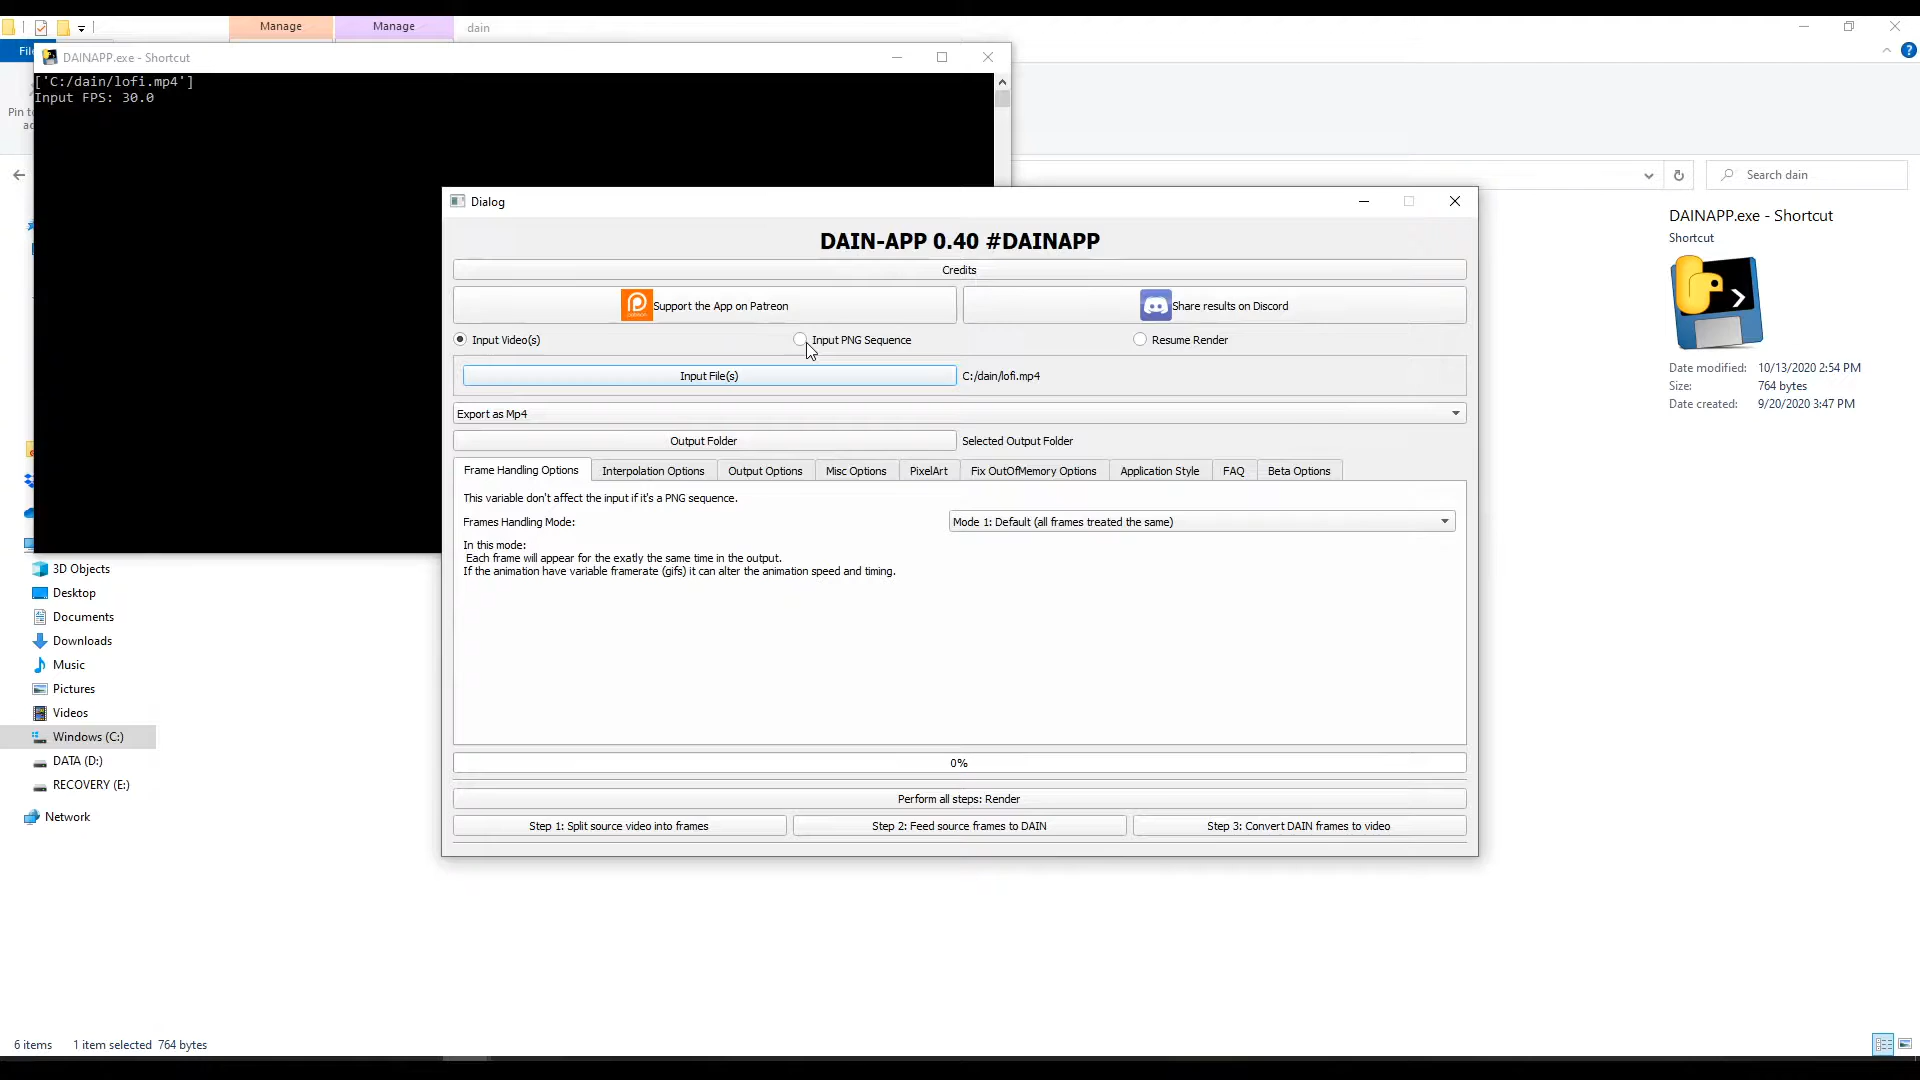 Manage
Manage
dain
File
DAINAPP.exe - Shortcut
['C:/dain/lofi.mp4']
Input FPS: 30.0
Search dain
DAINAPP.exe - Shortcut
Shortcut
Date modified: 10/13/2020 2:54 PM
Size: 764 bytes
Date created: 9/20/2020 3:47 PM
Dialog
DAIN-APP 0.40 #DAINAPP
Credits
Support the App on Patreon
Share results on Discord
Input Video(s)
Input PNG Sequence
Resume Render
Input File(s)
C:/dain/lofi.mp4
Export as Mp4
Output Folder
Selected Output Folder
Frame Handling Options
Interpolation Options
Output Options
Misc Options
PixelArt
Fix OutOfMemory Options
Application Style
FAQ
Beta Options
This variable don't affect the input if it's a PNG sequence.
Frames Handling Mode:
Mode 1: Default (all frames treated the same)
In this mode:
Each frame will appear for the exatly the same time in the output.
If the animation have variable framerate (gifs) it can alter the animation speed and timing.
0%
Perform all steps: Render
Step 1: Split source video into frames
Step 2: Feed source frames to DAIN
Step 3: Convert DAIN frames to video
3D Objects
Desktop
Documents
Downloads
Music
Pictures
Videos
Windows (C:)
DATA (D:)
RECOVERY (E:)
Network
6 items
1 item selected 764 bytes